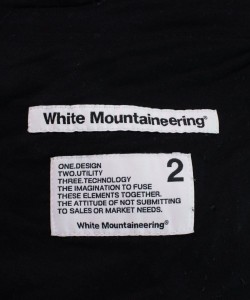 White Mountaineering®
ONE.DESIGN
TWO.UTILITY
THREE.TECHNOLOGY
THE IMAGINATION TO FUSE
THESE ELEMENTS TOGETHER.
THE ATTITUDE OF NOT SUBMITTING
TO SALES OR MARKET NEEDS.
2
White Mountaineering®